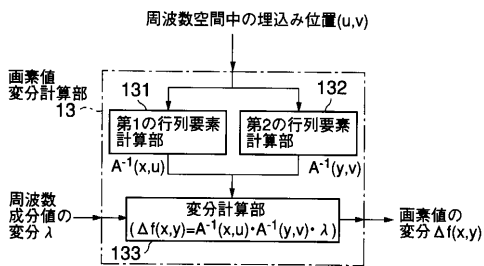 周波数空間中の埋込み位置(u,v)
画素値
変分計算部
13
131
132
第1の行列要素
計算部
第2の行列要素
計算部
A⁻¹(x,u)
A⁻¹(y,v)
周波数
成分値の
変分λ
変分計算部
(Δf(x,y)=A⁻¹(x,u)·A⁻¹(y,v)·λ)
133
画素値の
変分Δf(x,y)